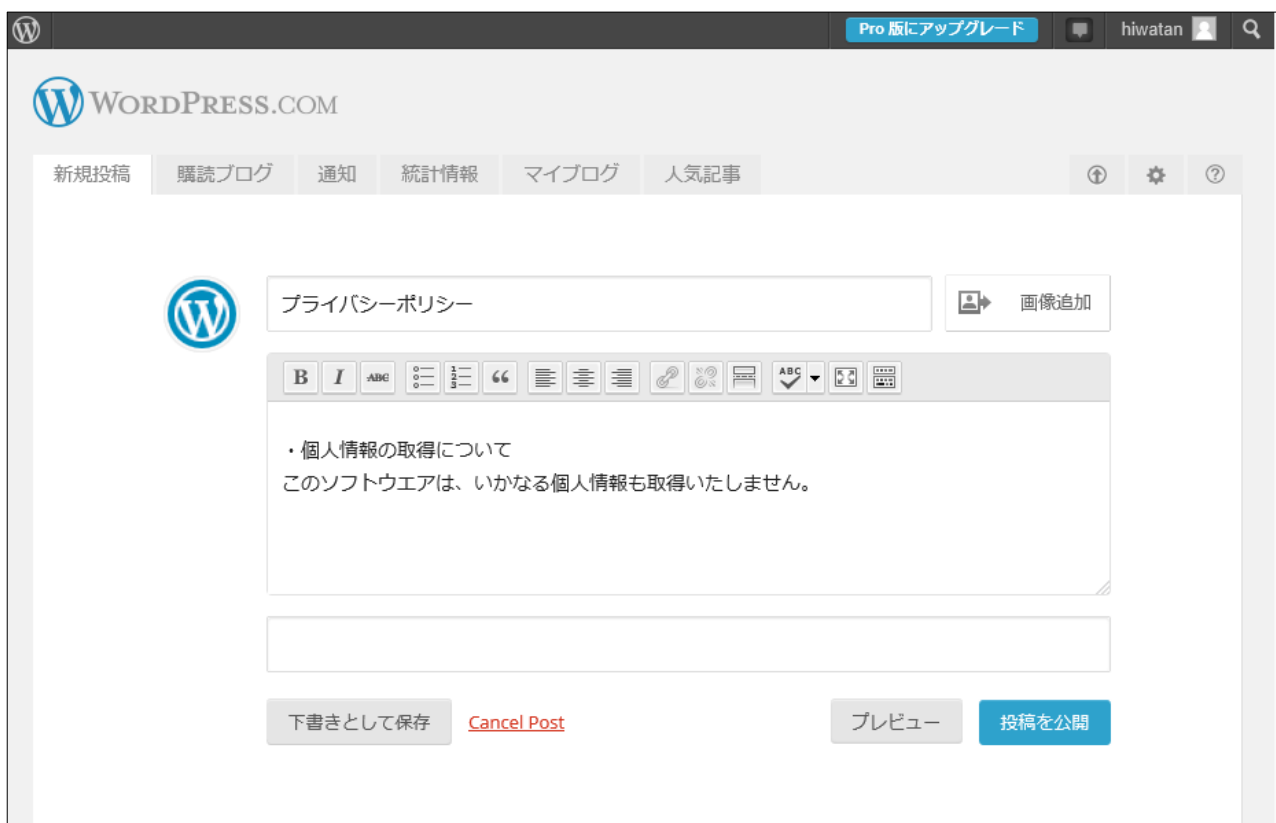 Pro 版にアップグレード
hiwatan
WORDPRESS.COM
新規投稿
購読ブログ
通知
統計情報
マイブログ
人気記事
プライバシーポリシー
画像追加
B
I
ABC
ABC
・個人情報の取得について
このソフトウエアは、いかなる個人情報も取得いたしません。
下書きとして保存
Cancel Post
プレビュー
投稿を公開